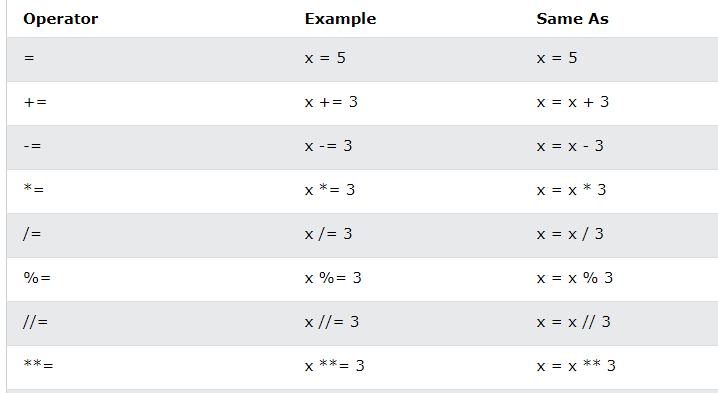 Operator Example Same As
= x = 5 x = 5
+= x += 3 x = x + 3
-= x -= 3 x = x - 3
*= x *= 3 x = x * 3
/= x /= 3 x = x / 3
%= x %= 3 x = x % 3
//= x //= 3 x = x // 3
**= x **= 3 x = x ** 3